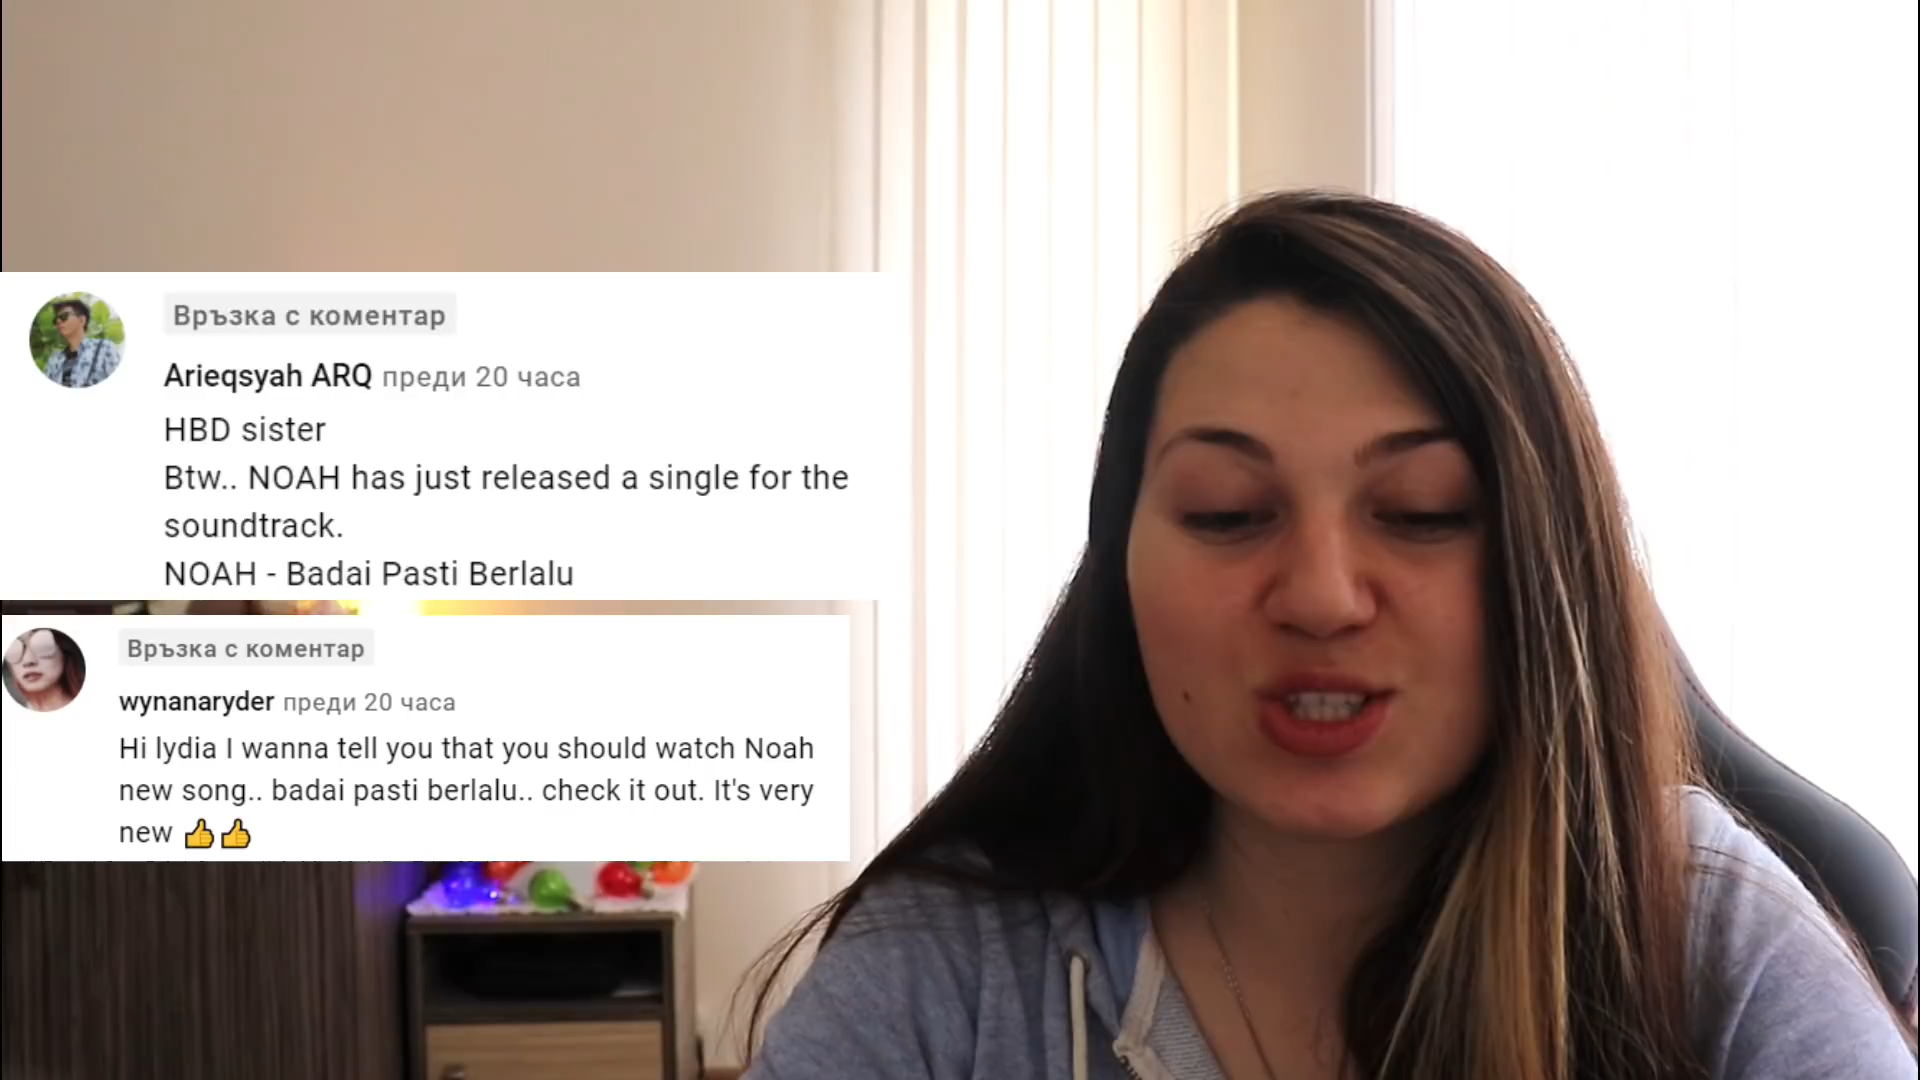 Връзка с коментар
Arieqsyah ARQ преди 20 часа
HBD sister
Btw.. NOAH has just released a single for the
soundtrack.
NOAH - Badai Pasti Berlalu
Връзка с коментар
wynanaryder преди 20 часа
Hi lydia I wanna tell you that you should watch Noah
new song.. badai pasti berlalu.. check it out. It's very
new 👍👍